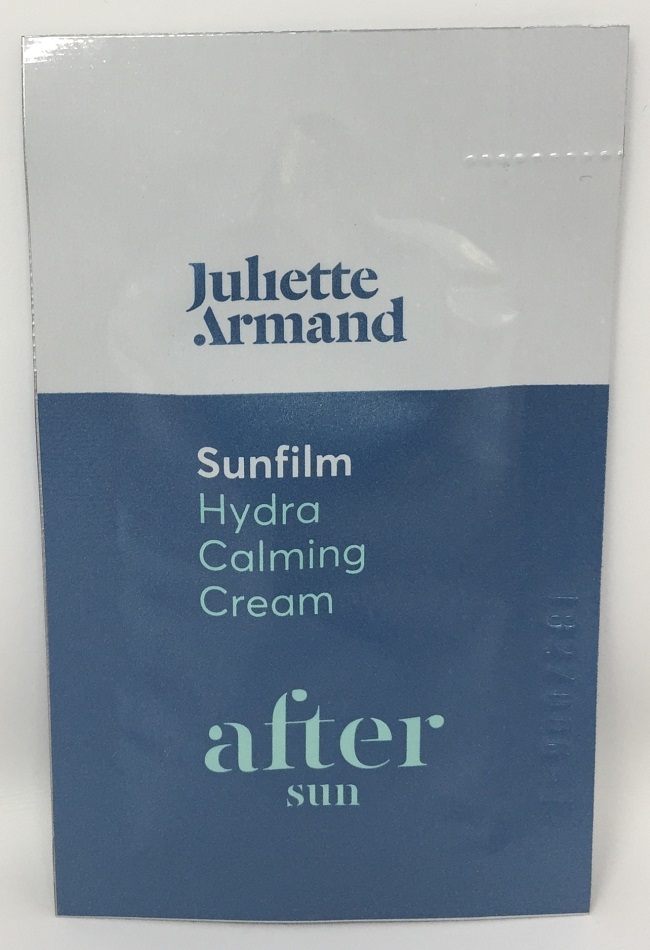 Juliette
Armand
Sunfilm
Hydra
Calming
Cream
after
sun